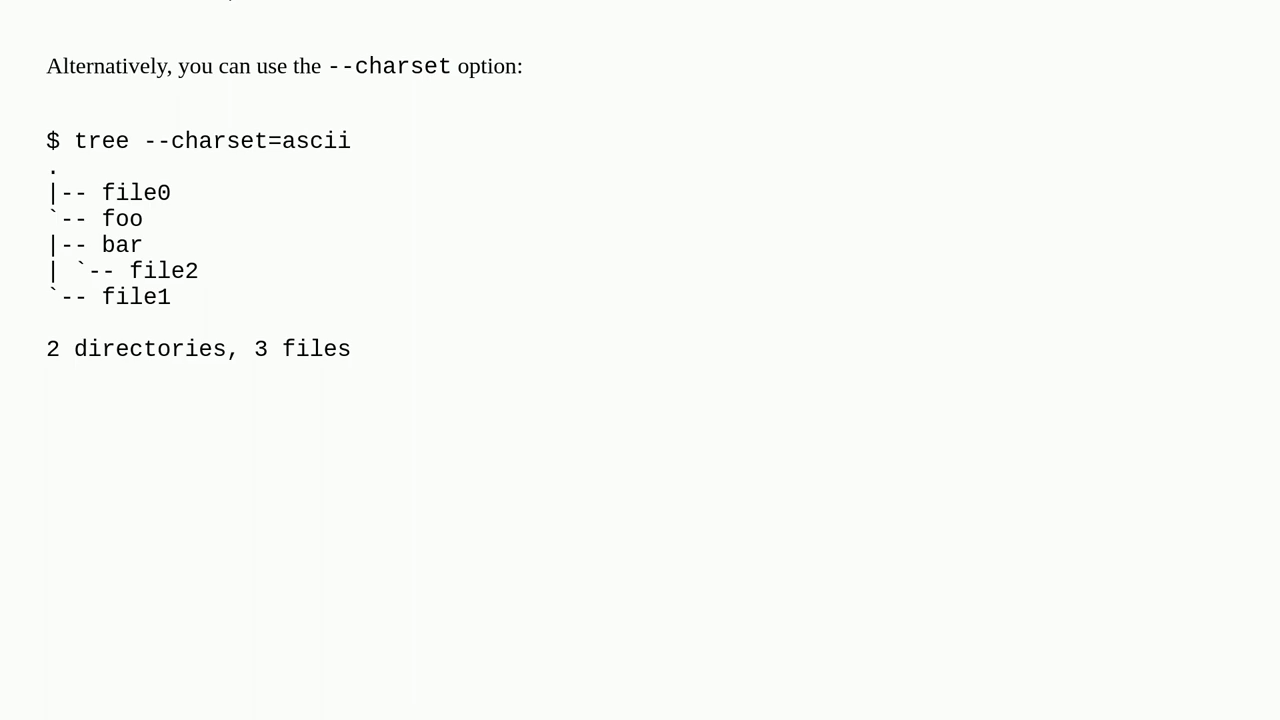 Alternatively, you can use the --charset option:
$ tree --charset=ascii
.
|-- file0
`-- foo
|-- bar
| `-- file2
`-- file1
2 directories, 3 files